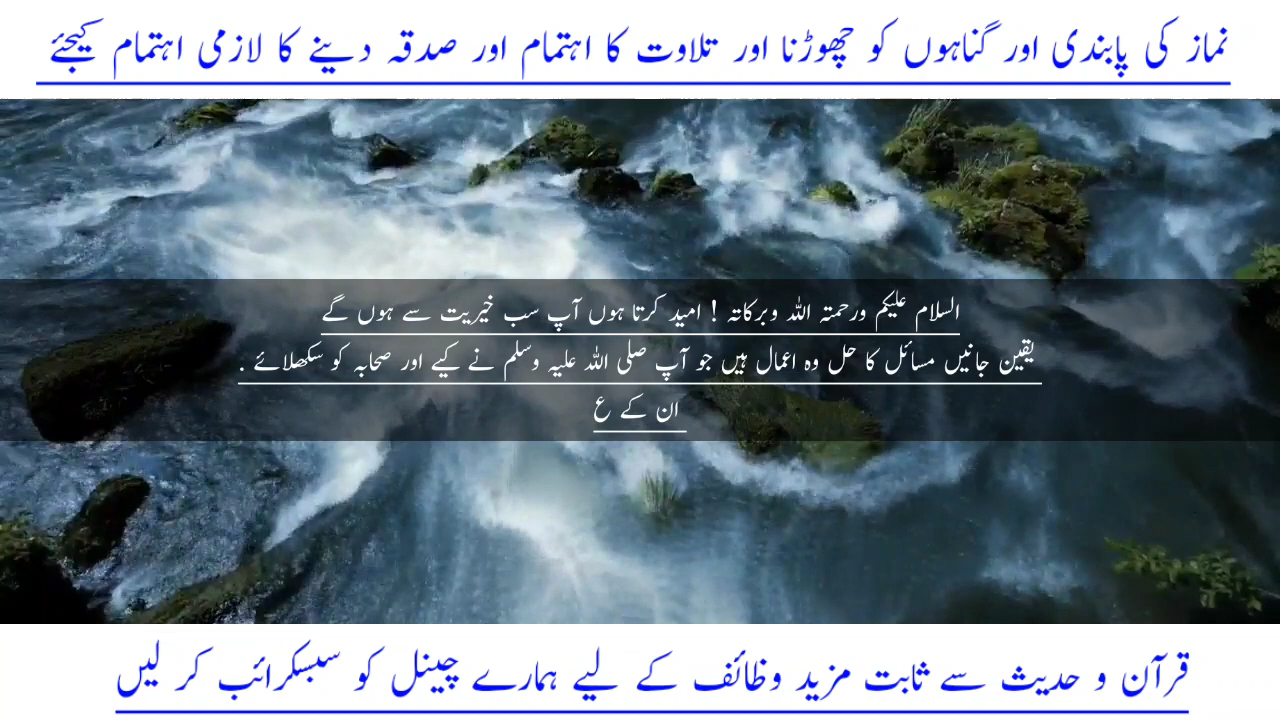 نماز کی پابندی اور گناہوں کو چھوڑنا اور تلاوت کا اہتمام اور صدقہ دینے کا لازمی اہتمام کیجئے
السلام علیکم ورحمتہ اللہ وبرکاتہ ! امید کرتا ہوں آپ سب خیریت سے ہوں گے
یقین جانیں مسائل کا حل وہ اعمال ہیں جو آپ صلی اللہ علیہ وسلم نے کیے اور صحابہ کو سکھلائے .
ان کے ع
قرآن و حدیث سے ثابت مزید وظائف کے لیے ہمارے چینل کو سبسکرائب کر لیں